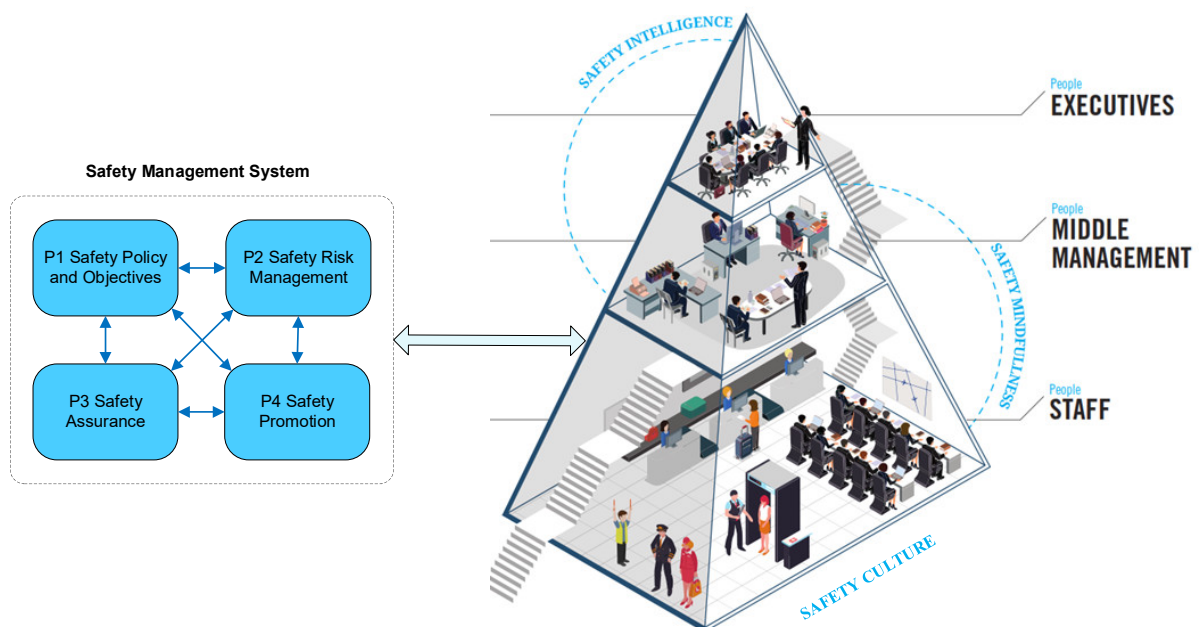 Safety Management System
P1 Safety Policy
and Objectives
P2 Safety Risk
Management
P3 Safety
Assurance
P4 Safety
Promotion
SAFETY INTELLIGENCE
People
EXECUTIVES
People
MIDDLE
MANAGEMENT
SAFETY MINDFULLNESS
People
STAFF
SAFETY CULTURE